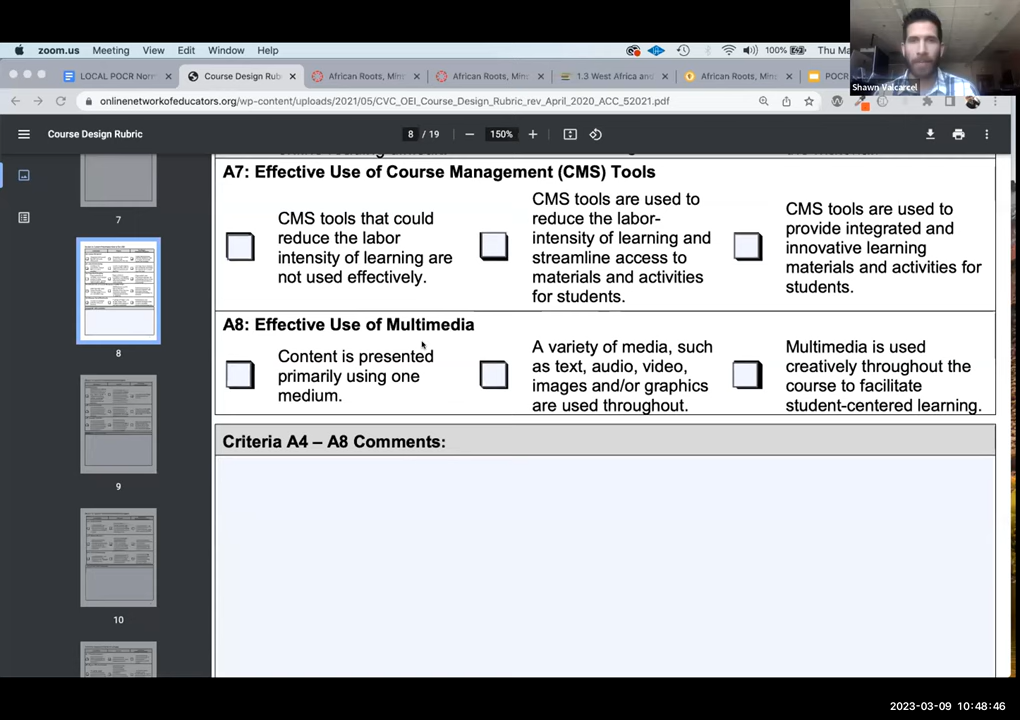 zoom.us Meeting View Edit Window Help 100% Thu Ma
LOCAL POCR Nor
Course Design Rub
African Roots, Min
African Roots, Minc
1.3 West Africa and
African Roots, Minc
POCR
Shawn Valcarcel
onlinenetworkofeducators.org/wp-content/uploads/2021/05/CVC_OEI_Course_Design_Rubric_rev_April_2020_ACC_52021.pdf
Course Design Rubric 8 / 19 150%
7
8
9
10
A7: Effective Use of Course Management (CMS) Tools
CMS tools that could
reduce the labor
intensity of learning are
not used effectively.
CMS tools are used to
reduce the labor-
intensity of learning and
streamline access to
materials and activities
for students.
CMS tools are used to
provide integrated and
innovative learning
materials and activities for
students.
A8: Effective Use of Multimedia
Content is presented
primarily using one
medium.
A variety of media, such
as text, audio, video,
images and/or graphics
are used throughout.
Multimedia is used
creatively throughout the
course to facilitate
student-centered learning.
Criteria A4 – A8 Comments:
2023-03-09 10:48:46